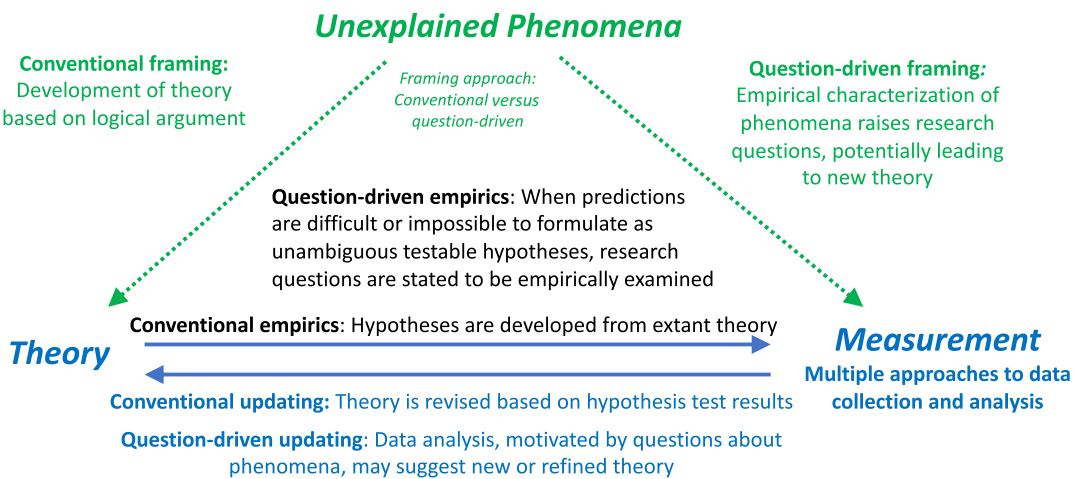 Unexplained Phenomena
Conventional framing:
Development of theory
based on logical argument
Framing approach:
Conventional versus
question-driven
Question-driven framing:
Empirical characterization of
phenomena raises research
questions, potentially leading
to new theory
Question-driven empirics: When predictions
are difficult or impossible to formulate as
unambiguous testable hypotheses, research
questions are stated to be empirically examined
Conventional empirics: Hypotheses are developed from extant theory
Theory
Measurement
Multiple approaches to data
collection and analysis
Conventional updating: Theory is revised based on hypothesis test results
Question-driven updating: Data analysis, motivated by questions about
phenomena, may suggest new or refined theory